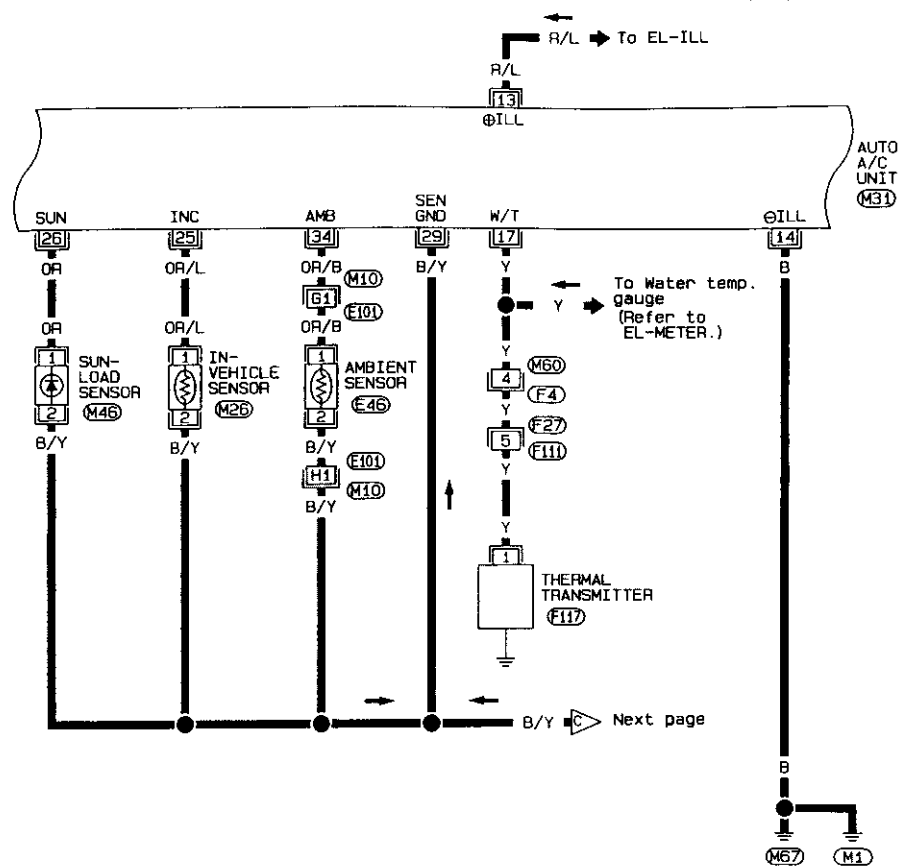 R/L To EL-ILL
R/L
13
⊕ILL
AUTO
A/C
UNIT
M31
SUN
INC
AMB
SEN
GND
W/T
⊖ILL
26
25
34
29
17
14
OR
OR/L
OR/B
B/Y
Y
B
M10
G1
E101
Y
To Water temp.
gauge
(Refer to
EL-METER.)
OR
OR/L
OR/B
Y
1
SUN-
LOAD
SENSOR
M46
2
1
IN-
VEHICLE
SENSOR
M26
2
1
AMBIENT
SENSOR
E46
2
M60
4
F4
Y
F27
5
F111
Y
B/Y
B/Y
B/Y
E101
H1
M10
B/Y
Y
1
THERMAL
TRANSMITTER
F117
B/Y C Next page
B
M67
M1